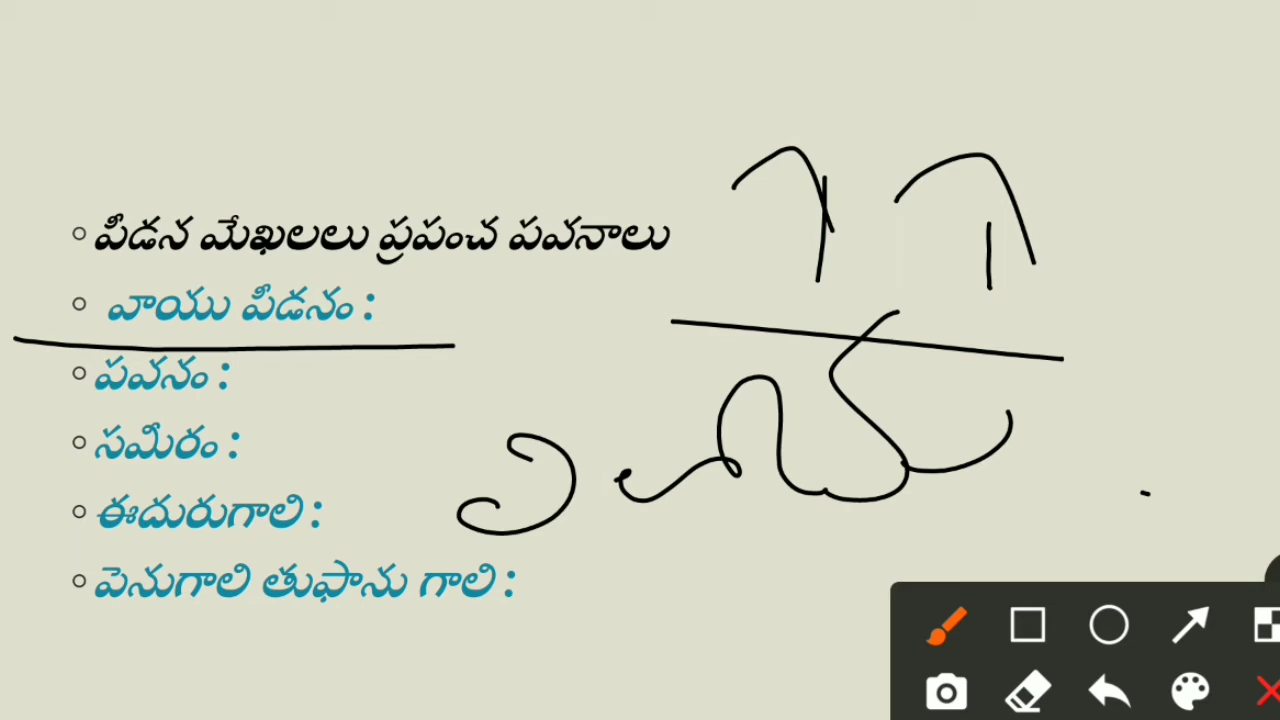 పీడన మేఖలలు ప్రపంచ పవనాలు
వాయు పీడనం :
పవనం :
సమీరం :
ఈదురుగాలి :
పెనుగాలి తుఫాను గాలి :